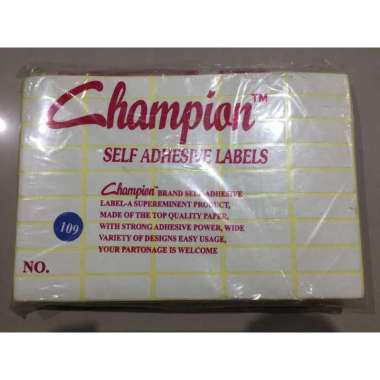 Champion™
SELF ADHESIVE LABELS
Champion™ BRAND SELF-ADHESIVE
LABEL-A SUPEREMINENT PRODUCT,
MADE OF THE TOP QUALITY PAPER,
WITH STRONG ADHESIVE POWER, WIDE
VARIETY OF DESIGNS EASY USAGE,
YOUR PARTONAGE IS WELCOME
109
NO.